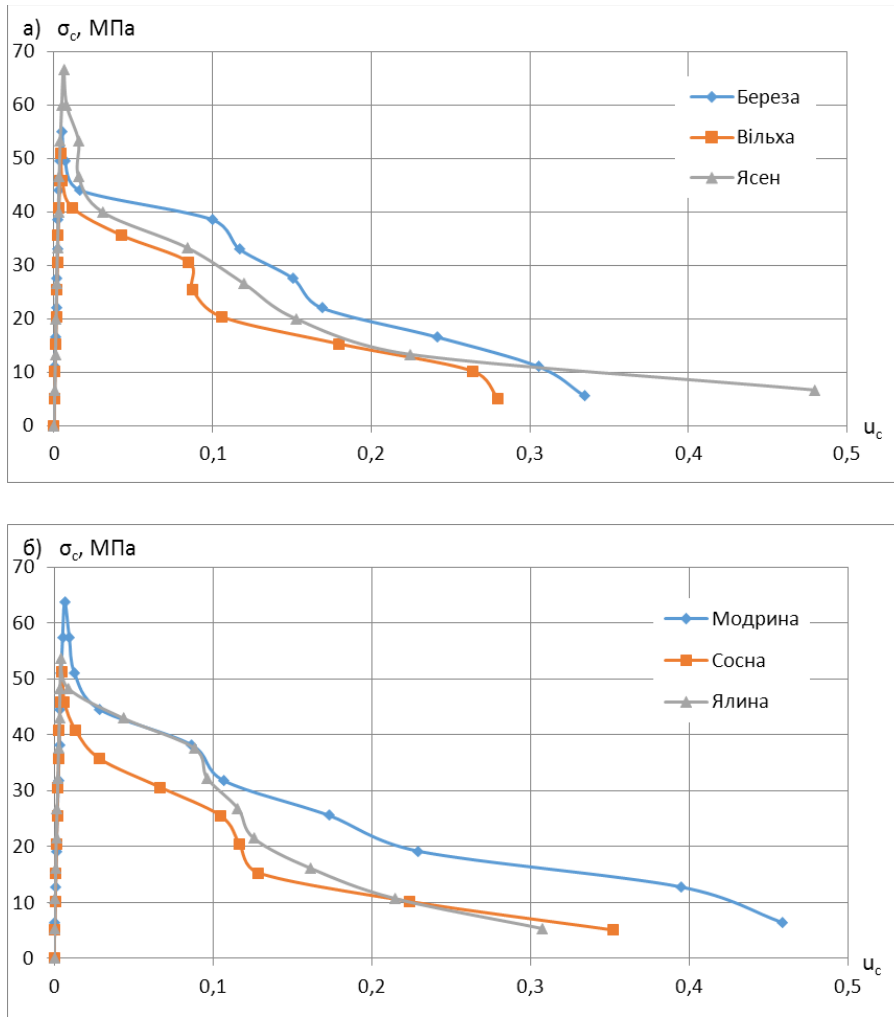 а) σc, МПа
70
60
50
40
30
20
10
0
Береза
Вільха
Ясен
0 0,1 0,2 0,3 0,4 0,5
uc
б) σc, МПа
70
60
50
40
30
20
10
0
Модрина
Сосна
Ялина
0 0,1 0,2 0,3 0,4 0,5
uc